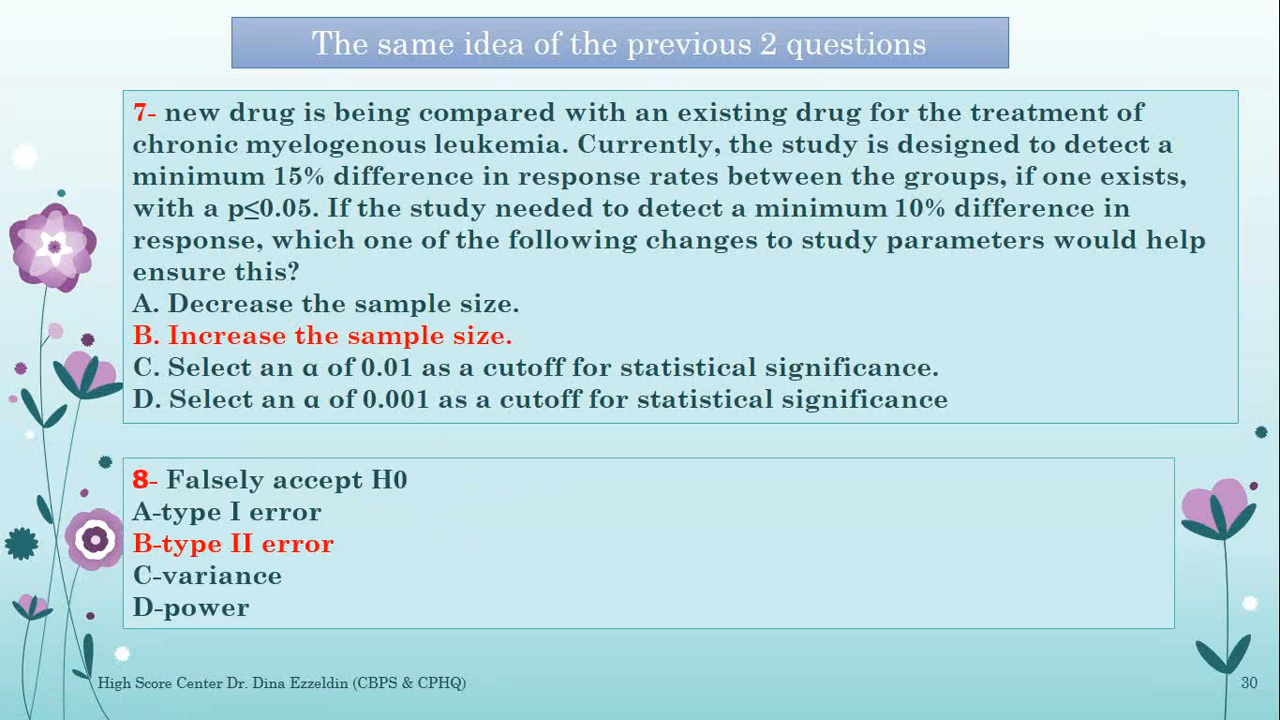 The same idea of the previous 2 questions
7- new drug is being compared with an existing drug for the treatment of
chronic myelogenous leukemia. Currently, the study is designed to detect a
minimum 15% difference in response rates between the groups, if one exists,
with a p≤0.05. If the study needed to detect a minimum 10% difference in
response, which one of the following changes to study parameters would help
ensure this?
A. Decrease the sample size.
B. Increase the sample size.
C. Select an α of 0.01 as a cutoff for statistical significance.
D. Select an α of 0.001 as a cutoff for statistical significance
8- Falsely accept H0
A-type I error
B-type II error
C-variance
D-power
High Score Center Dr. Dina Ezzeldin (CBPS & CPHQ)
30